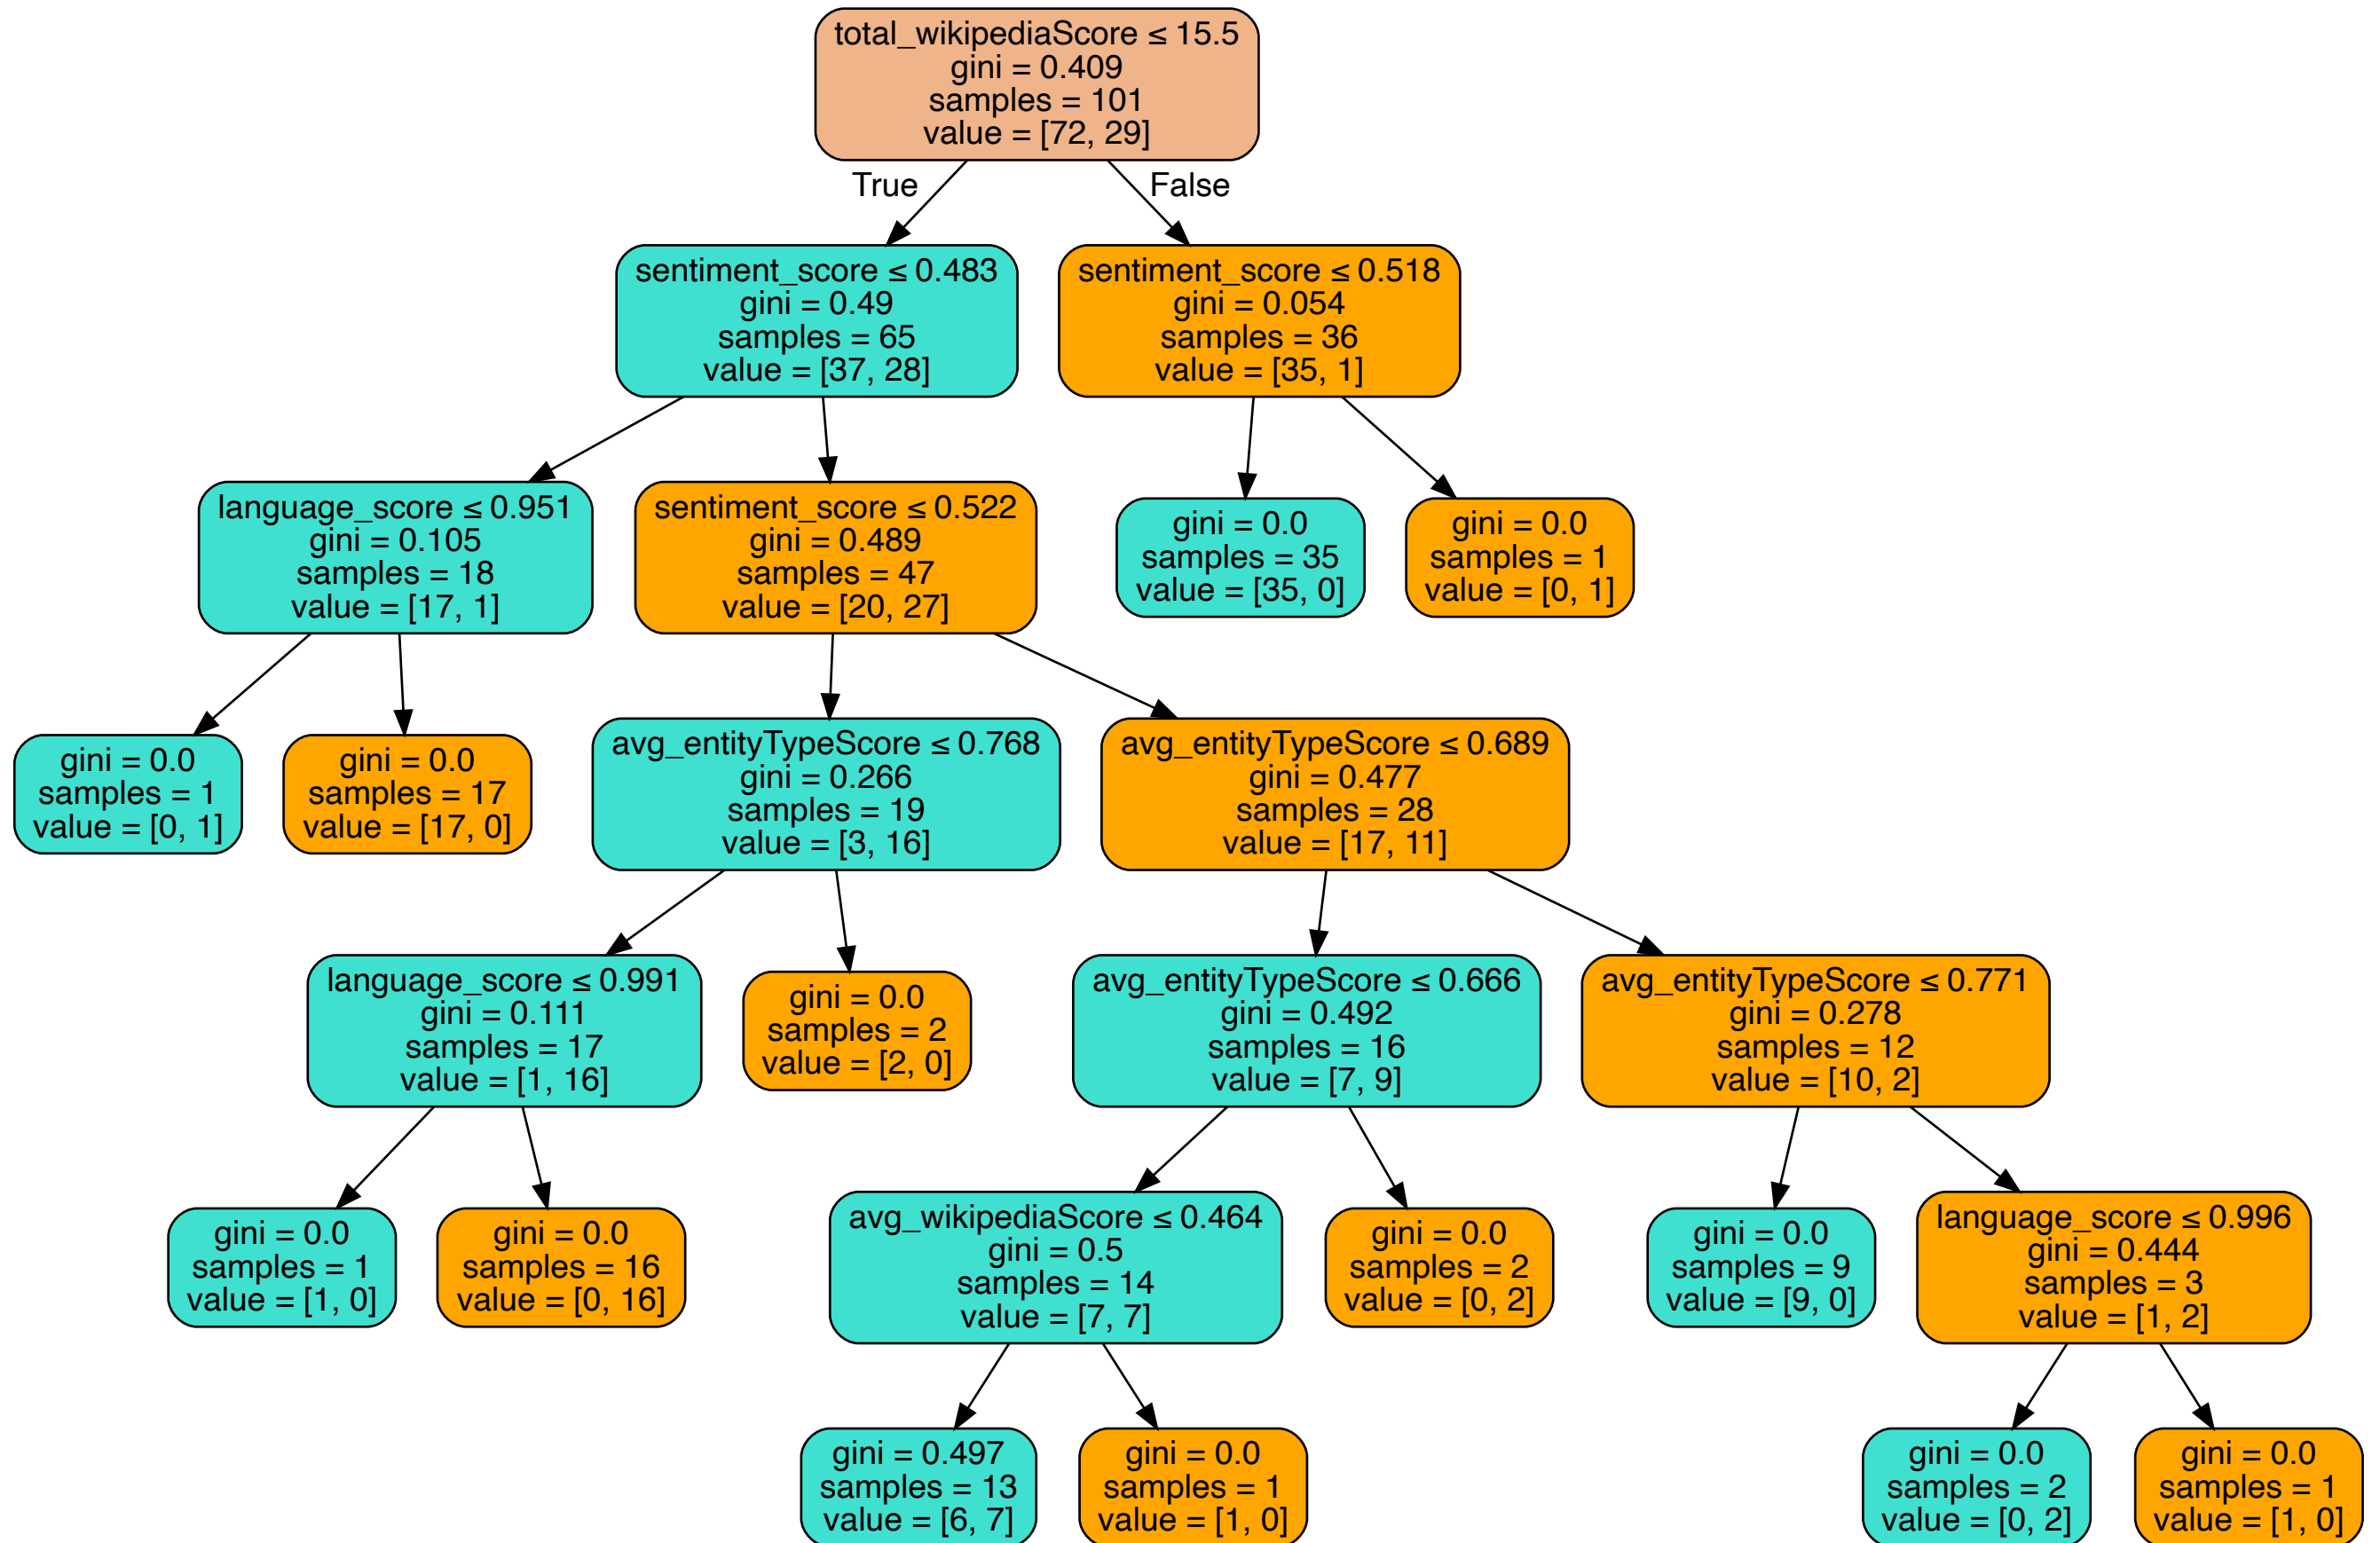 total_wikipediaScore ≤ 15.5
gini = 0.409
samples = 101
value = [72, 29]
True
False
sentiment_score ≤ 0.483
gini = 0.49
samples = 65
value = [37, 28]
sentiment_score ≤ 0.518
gini = 0.054
samples = 36
value = [35, 1]
language_score ≤ 0.951
gini = 0.105
samples = 18
value = [17, 1]
sentiment_score ≤ 0.522
gini = 0.489
samples = 47
value = [20, 27]
gini = 0.0
samples = 35
value = [35, 0]
gini = 0.0
samples = 1
value = [0, 1]
gini = 0.0
samples = 1
value = [0, 1]
gini = 0.0
samples = 17
value = [17, 0]
avg_entityTypeScore ≤ 0.768
gini = 0.266
samples = 19
value = [3, 16]
avg_entityTypeScore ≤ 0.689
gini = 0.477
samples = 28
value = [17, 11]
language_score ≤ 0.991
gini = 0.111
samples = 17
value = [1, 16]
gini = 0.0
samples = 2
value = [2, 0]
avg_entityTypeScore ≤ 0.666
gini = 0.492
samples = 16
value = [7, 9]
avg_entityTypeScore ≤ 0.771
gini = 0.278
samples = 12
value = [10, 2]
gini = 0.0
samples = 1
value = [1, 0]
gini = 0.0
samples = 16
value = [0, 16]
avg_wikipediaScore ≤ 0.464
gini = 0.5
samples = 14
value = [7, 7]
gini = 0.0
samples = 2
value = [0, 2]
gini = 0.0
samples = 9
value = [9, 0]
language_score ≤ 0.996
gini = 0.444
samples = 3
value = [1, 2]
gini = 0.497
samples = 13
value = [6, 7]
gini = 0.0
samples = 1
value = [1, 0]
gini = 0.0
samples = 2
value = [0, 2]
gini = 0.0
samples = 1
value = [1, 0]